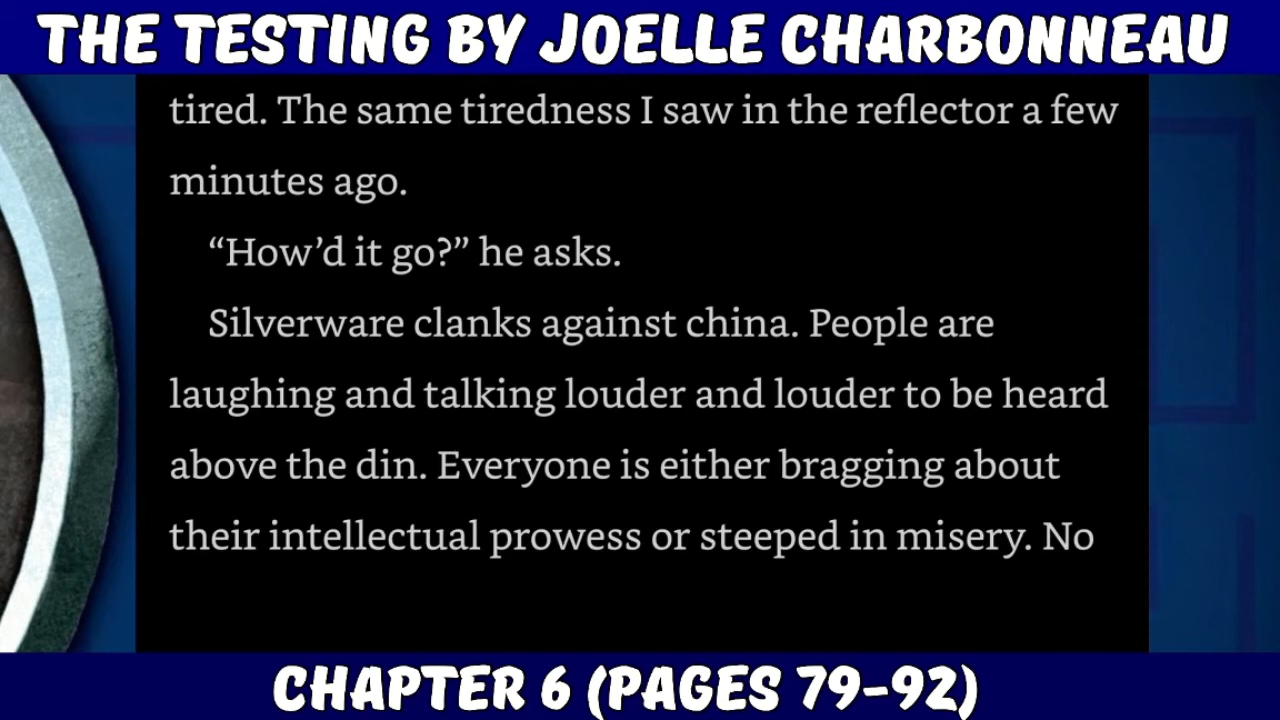 THE TESTING BY JOELLE CHARBONNEAU
tired. The same tiredness I saw in the reflector a few
minutes ago.
“How’d it go?” he asks.
Silverware clanks against china. People are
laughing and talking louder and louder to be heard
above the din. Everyone is either bragging about
their intellectual prowess or steeped in misery. No
CHAPTER 6 (PAGES 79-92)